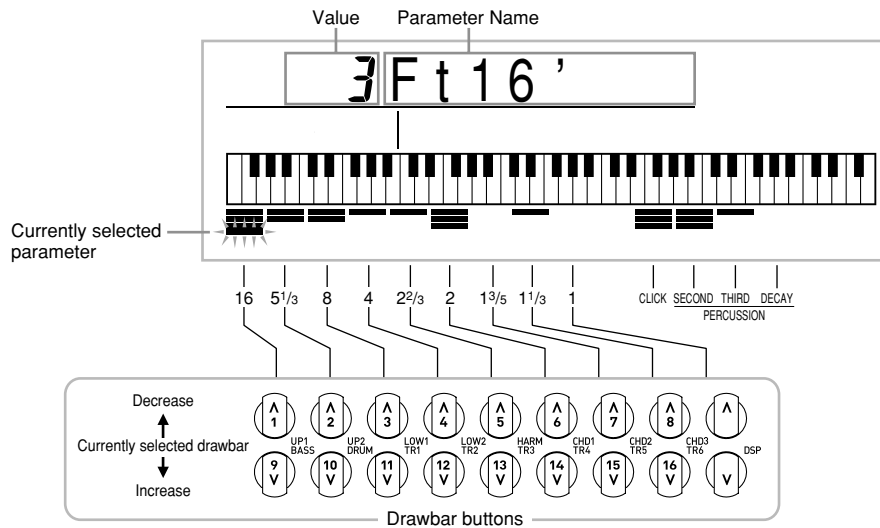 Value Parameter Name
3 Ft16’
Currently selected
parameter
16 5 1/3 8 4 2 2/3 2 1 3/5 1 1/3 1 CLICK SECOND THIRD DECAY
PERCUSSION
Decrease
Currently selected drawbar
Increase
∧ ∧ ∧ ∧ ∧ ∧ ∧ ∧ ∧
1 2 3 4 5 6 7 8
UP1 UP2 LOW1 LOW2 HARM CHD1 CHD2 CHD3
BASS DRUM TR1 TR2 TR3 TR4 TR5 TR6 DSP
9 10 11 12 13 14 15 16
∨ ∨ ∨ ∨ ∨ ∨ ∨ ∨ ∨
Drawbar buttons